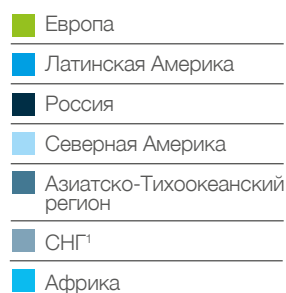 Европа
Латинская Америка
Россия
Северная Америка
Азиатско-Тихоокеанский
регион
СНГ¹
Африка